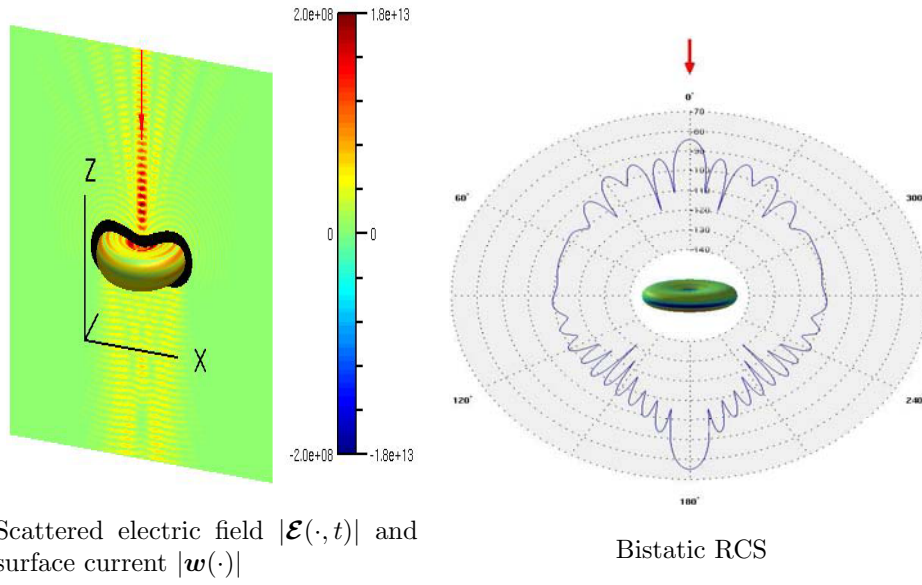 2.0e+08 1.8e+13
Z
0 0
X
-2.0e+08 -1.8e+13
0°
-70
-80
-90
-100
-110
-120
-130
-140
60°
300
120°
240
180°
Scattered electric field |𝓔(·, t)| and
surface current |𝒘(·)|
Bistatic RCS